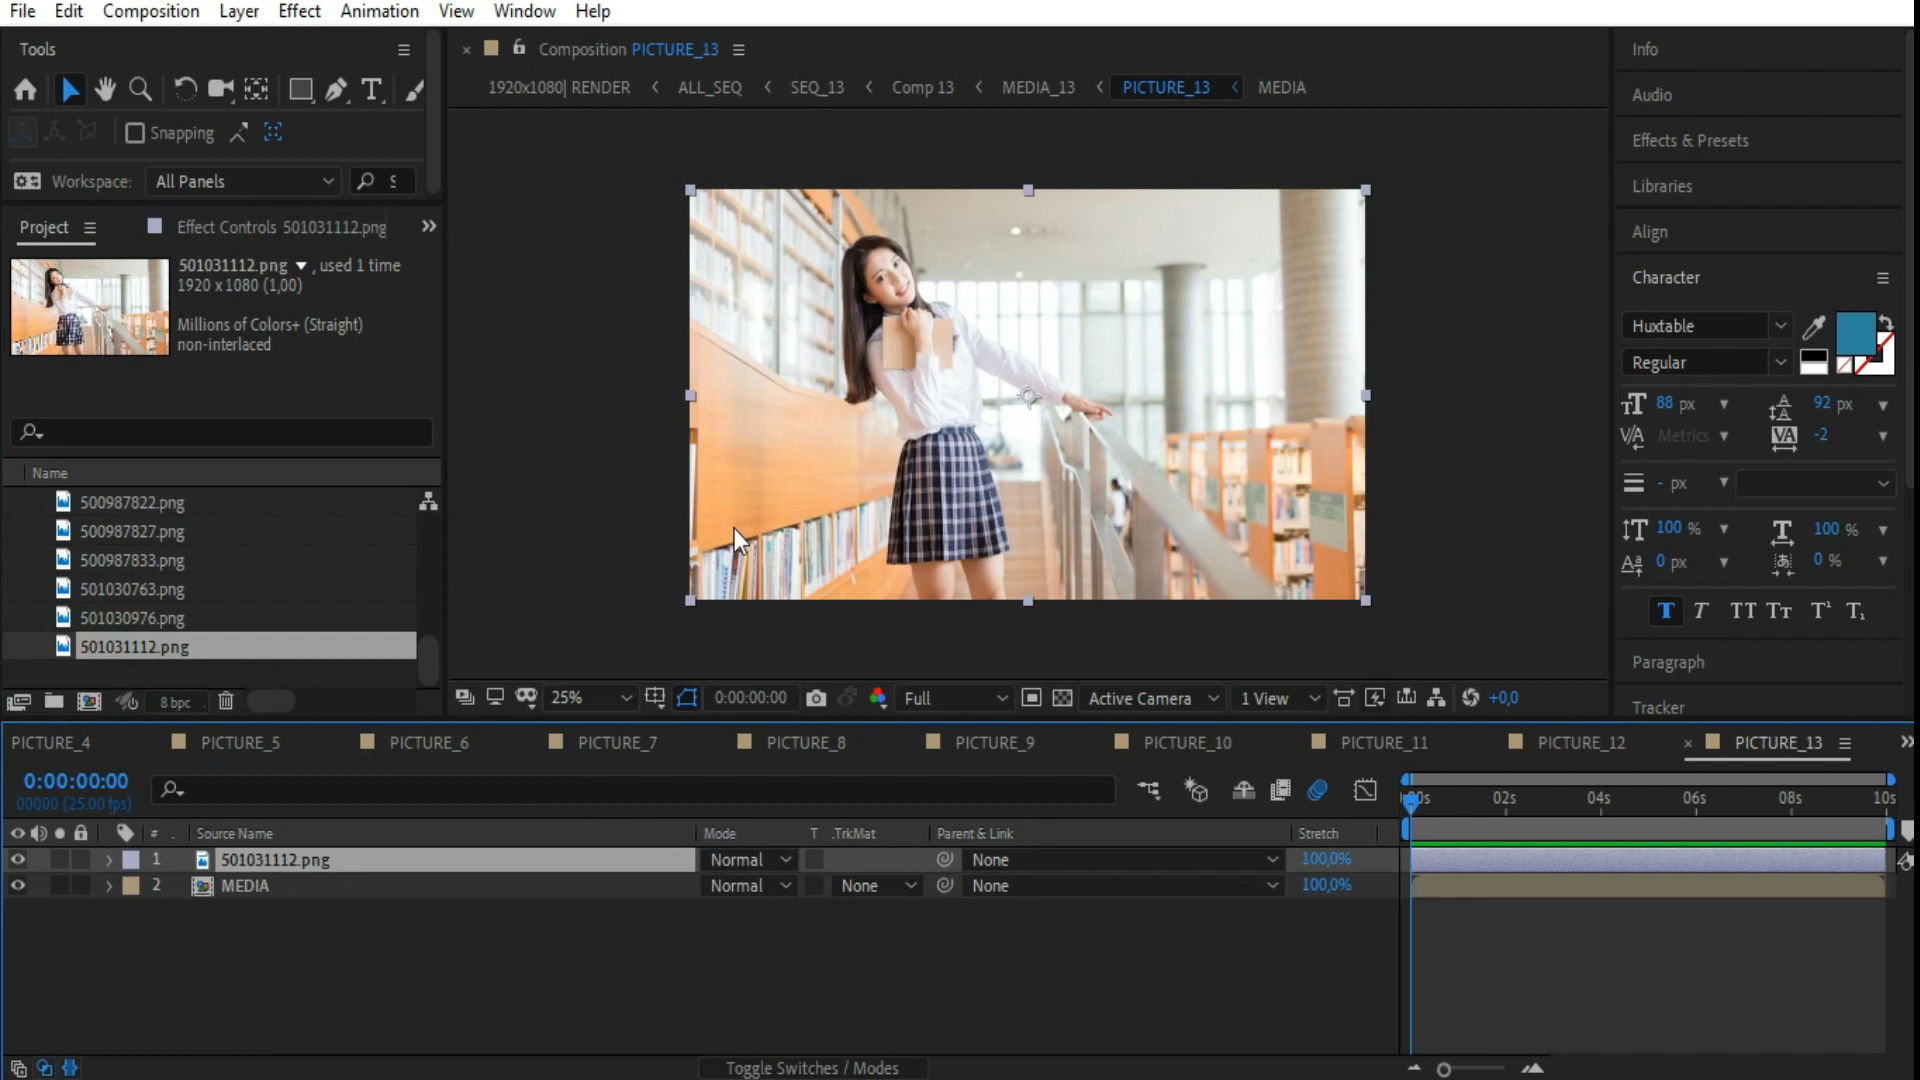 File Edit Composition Layer Effect Animation View Window Help
Tools
Snapping
Workspace: All Panels S
Project Effect Controls 501031112.png
501031112.png , used 1 time
1920 x 1080 (1,00)
Millions of Colors+ (Straight)
non-interlaced
Name
500987822.png
500987827.png
500987833.png
501030763.png
501030976.png
501031112.png
8 bpc
Composition PICTURE_13
1920x1080| RENDER ALL_SEQ SEQ_13 Comp 13 MEDIA_13 PICTURE_13 MEDIA
25% 0:00:00:00 Full Active Camera 1 View +0,0
Info
Audio
Effects & Presets
Libraries
Align
Character
Huxtable
Regular
88 px 92 px
Metrics -2
- px
100 % 100 %
0 px 0 %
T T TT Tт T¹ T₁
Paragraph
Tracker
PICTURE_4 PICTURE_5 PICTURE_6 PICTURE_7 PICTURE_8 PICTURE_9 PICTURE_10 PICTURE_11 PICTURE_12 PICTURE_13
0:00:00:00
00000 (25.00 fps)
02s 04s 06s 08s 10s
# . Source Name Mode T .TrkMat Parent & Link Stretch
1 501031112.png Normal None 100,0%
2 MEDIA Normal None None 100,0%
Toggle Switches / Modes